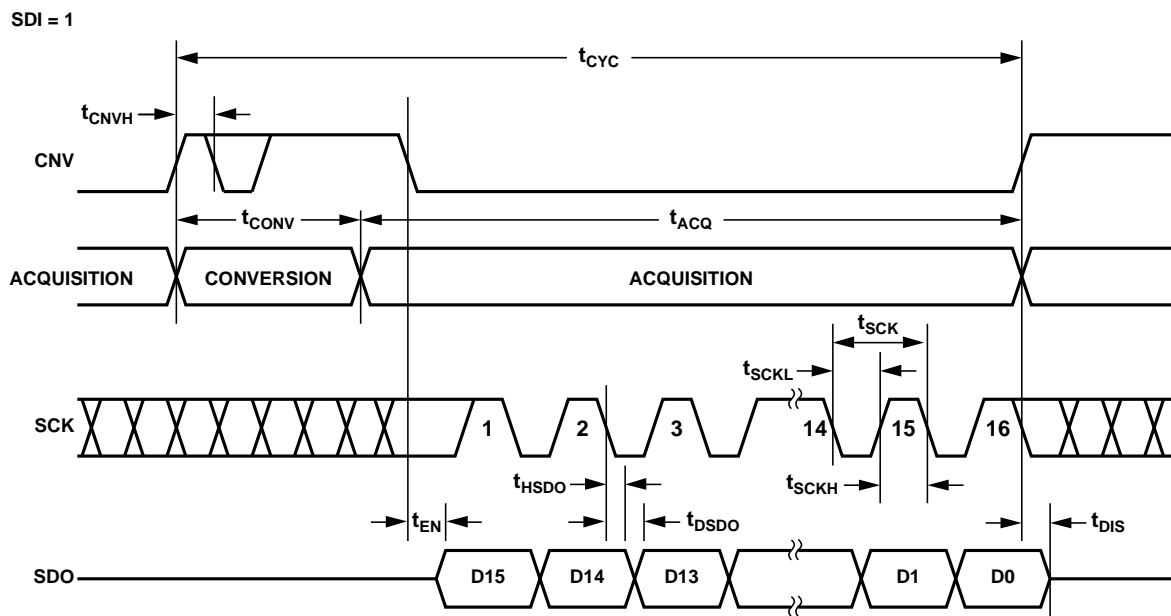 SDI = 1
tCYC
tCNVH
CNV
tCONV
tACQ
ACQUISITION
CONVERSION
ACQUISITION
tSCK
tSCKL
SCK
1
2
3
14
15
16
tHSDO
tSCKH
tEN
tDSDO
tDIS
SDO
D15
D14
D13
D1
D0